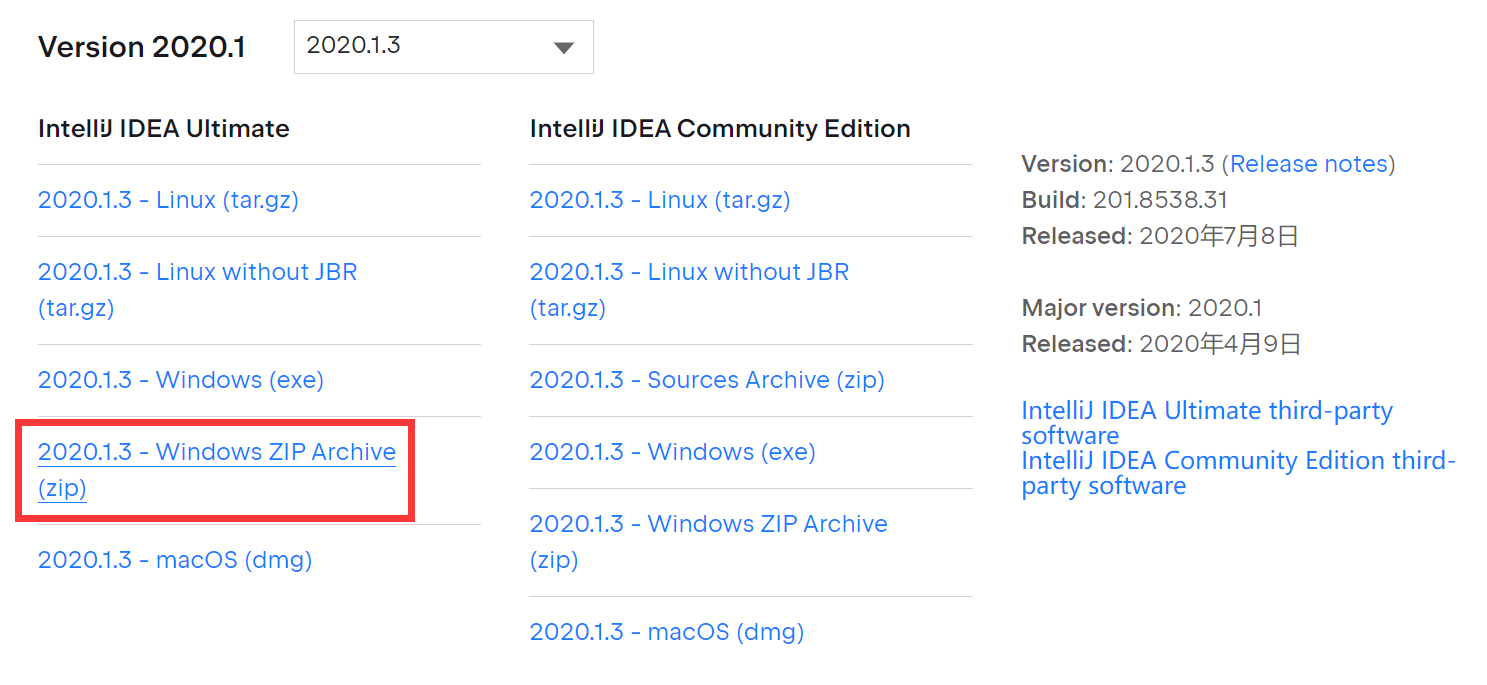 Version 2020.1
2020.1.3
IntelliJ IDEA Ultimate
2020.1.3 - Linux (tar.gz)
2020.1.3 - Linux without JBR
(tar.gz)
2020.1.3 - Windows (exe)
2020.1.3 - Windows ZIP Archive
(zip)
2020.1.3 - macOS (dmg)
IntelliJ IDEA Community Edition
2020.1.3 - Linux (tar.gz)
2020.1.3 - Linux without JBR
(tar.gz)
2020.1.3 - Sources Archive (zip)
2020.1.3 - Windows (exe)
2020.1.3 - Windows ZIP Archive
(zip)
2020.1.3 - macOS (dmg)
Version: 2020.1.3 (Release notes)
Build: 201.8538.31
Released: 2020年7月8日
Major version: 2020.1
Released: 2020年4月9日
IntelliJ IDEA Ultimate third-party
software
IntelliJ IDEA Community Edition third-
party software